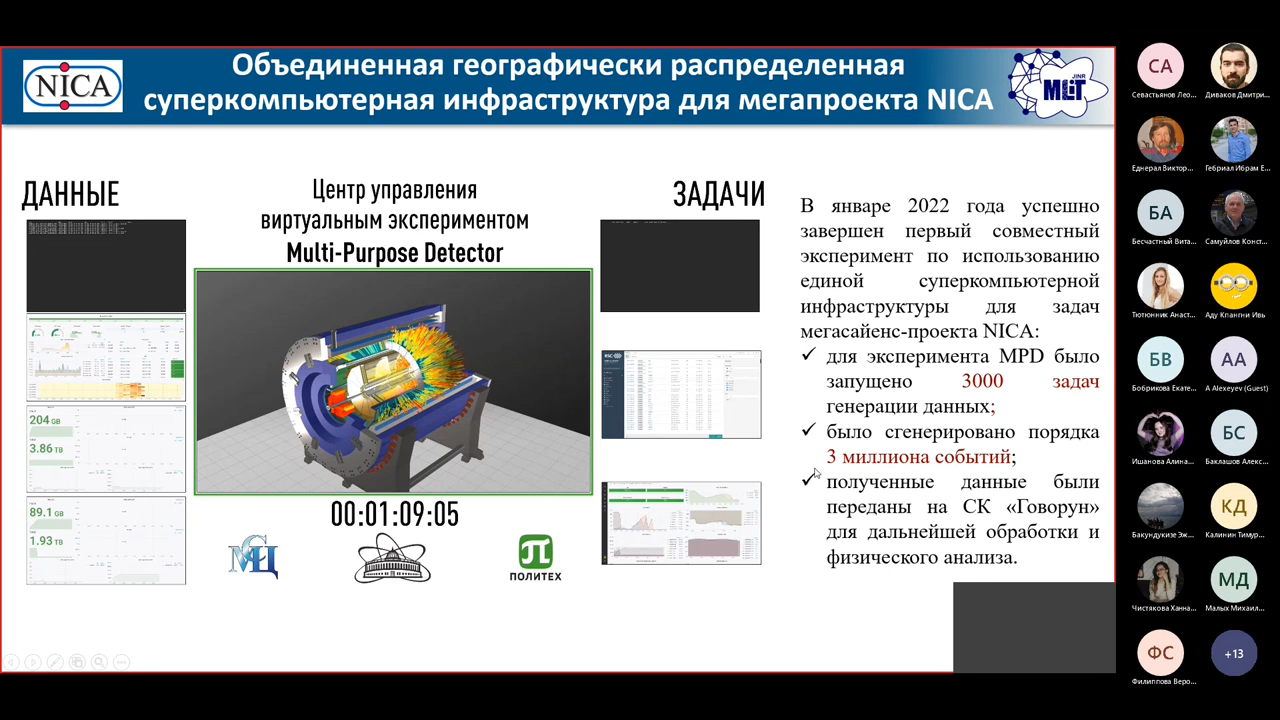 Объединенная географически распределенная
суперкомпьютерная инфраструктура для мегапроекта NICA
NICA
JINR
MLIT
ДАННЫЕ
Центр управления
виртуальным экспериментом
Multi-Purpose Detector
ЗАДАЧИ
204 GB
3.86 TB
89.1 GB
1.93 TB
00:01:09:05
МСЦ
ПОЛИТЕХ
В январе 2022 года успешно
завершен первый совместный
эксперимент по использованию
единой суперкомпьютерной
инфраструктуры для задач
мегасайенс-проекта NICA:
✓ для эксперимента MPD было
запущено 3000 задач
генерации данных;
✓ было сгенерировано порядка
3 миллиона событий;
✓ полученные данные были
переданы на СК «Говорун»
для дальнейшей обработки и
физического анализа.
СА
Севастьянов Лео...
Диваков Дмитри...
Еднерал Виктор...
Гебриал Ибрам Е...
БА
Бесчастный Вита...
Самуйлов Конст...
Тютюнник Анаст...
Аду Кпангни Ивь
БВ
Бобрикова Екате...
AA
A Alexeyev (Guest)
Ишанова Алина...
БС
Баклашов Алекс...
Бакундукизе Эж...
КД
Калинин Тимур...
Чистякова Ханна...
МД
Малых Михаил...
ФС
Филиппова Веро...
+13